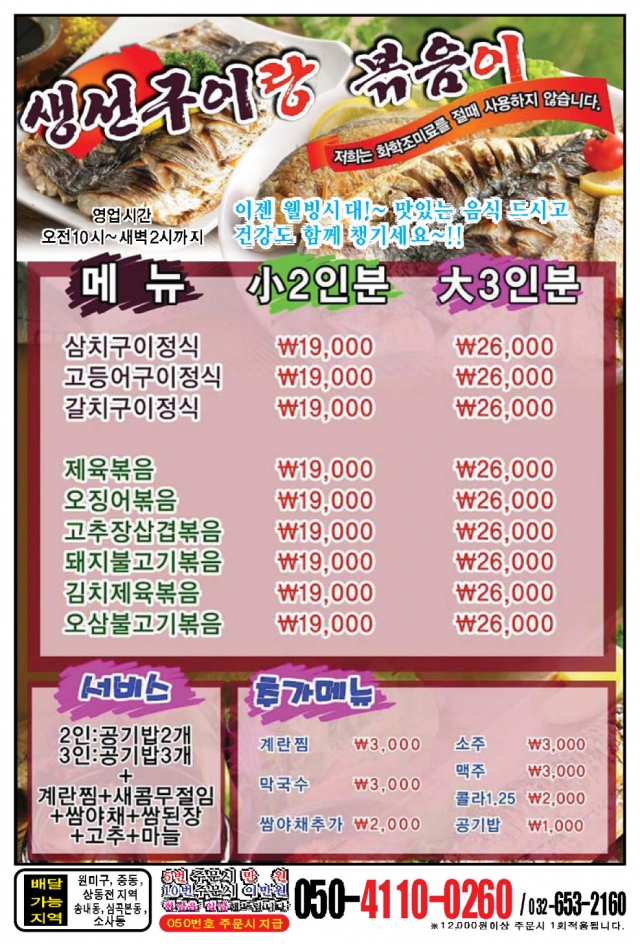 생선구이랑 볶음이
저희는 화학조미료를 절때 사용하지 않습니다.
영업시간
오전10시~새벽2시까지
이젠 웰빙시대!~ 맛있는 음식 드시고
건강도 함께 챙기세요~!!
메 뉴 小2인분 大3인분
삼치구이정식 ₩19,000 ₩26,000
고등어구이정식 ₩19,000 ₩26,000
갈치구이정식 ₩19,000 ₩26,000
제육볶음 ₩19,000 ₩26,000
오징어볶음 ₩19,000 ₩26,000
고추장삽겹볶음 ₩19,000 ₩26,000
돼지불고기볶음 ₩19,000 ₩26,000
김치제육볶음 ₩19,000 ₩26,000
오삼불고기볶음 ₩19,000 ₩26,000
서비스
2인:공기밥2개
3인:공기밥3개
+
계란찜+새콤무절임
+쌈야채+쌈된장
+고추+마늘
추가메뉴
계란찜 ₩3,000
막국수 ₩3,000
쌈야채추가 ₩2,000
소주 ₩3,000
맥주 ₩3,000
콜라1.25 ₩2,000
공기밥 ₩1,000
배달
가능
지역
원미구, 중동,
상동전 지역
송내동, 심곡본동,
소사동
5번 주문시 만 원
10번주문시 이만원
현금을 입금해드립니다
050번호 주문시 지급
050-4110-0260 / 032-653-2160
※12,000원이상 주문시 1회적용됩니다.